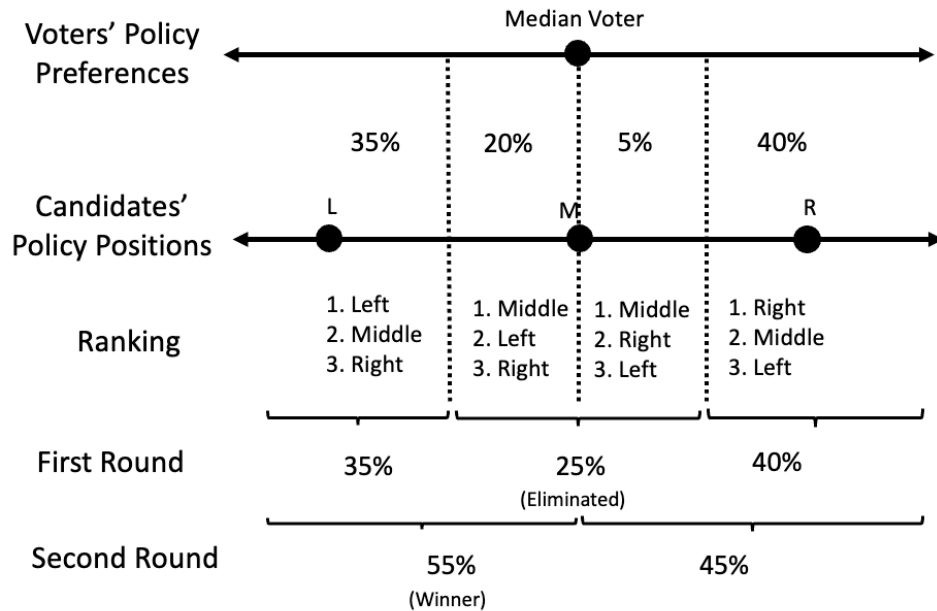 Median Voter
Voters' Policy
Preferences
35% 20% 5% 40%
Candidates'
Policy Positions
L M R
Ranking
1. Left
2. Middle
3. Right
1. Middle
2. Left
3. Right
1. Middle
2. Right
3. Left
1. Right
2. Middle
3. Left
First Round
35% 25% 40%
(Eliminated)
Second Round
55% 45%
(Winner)